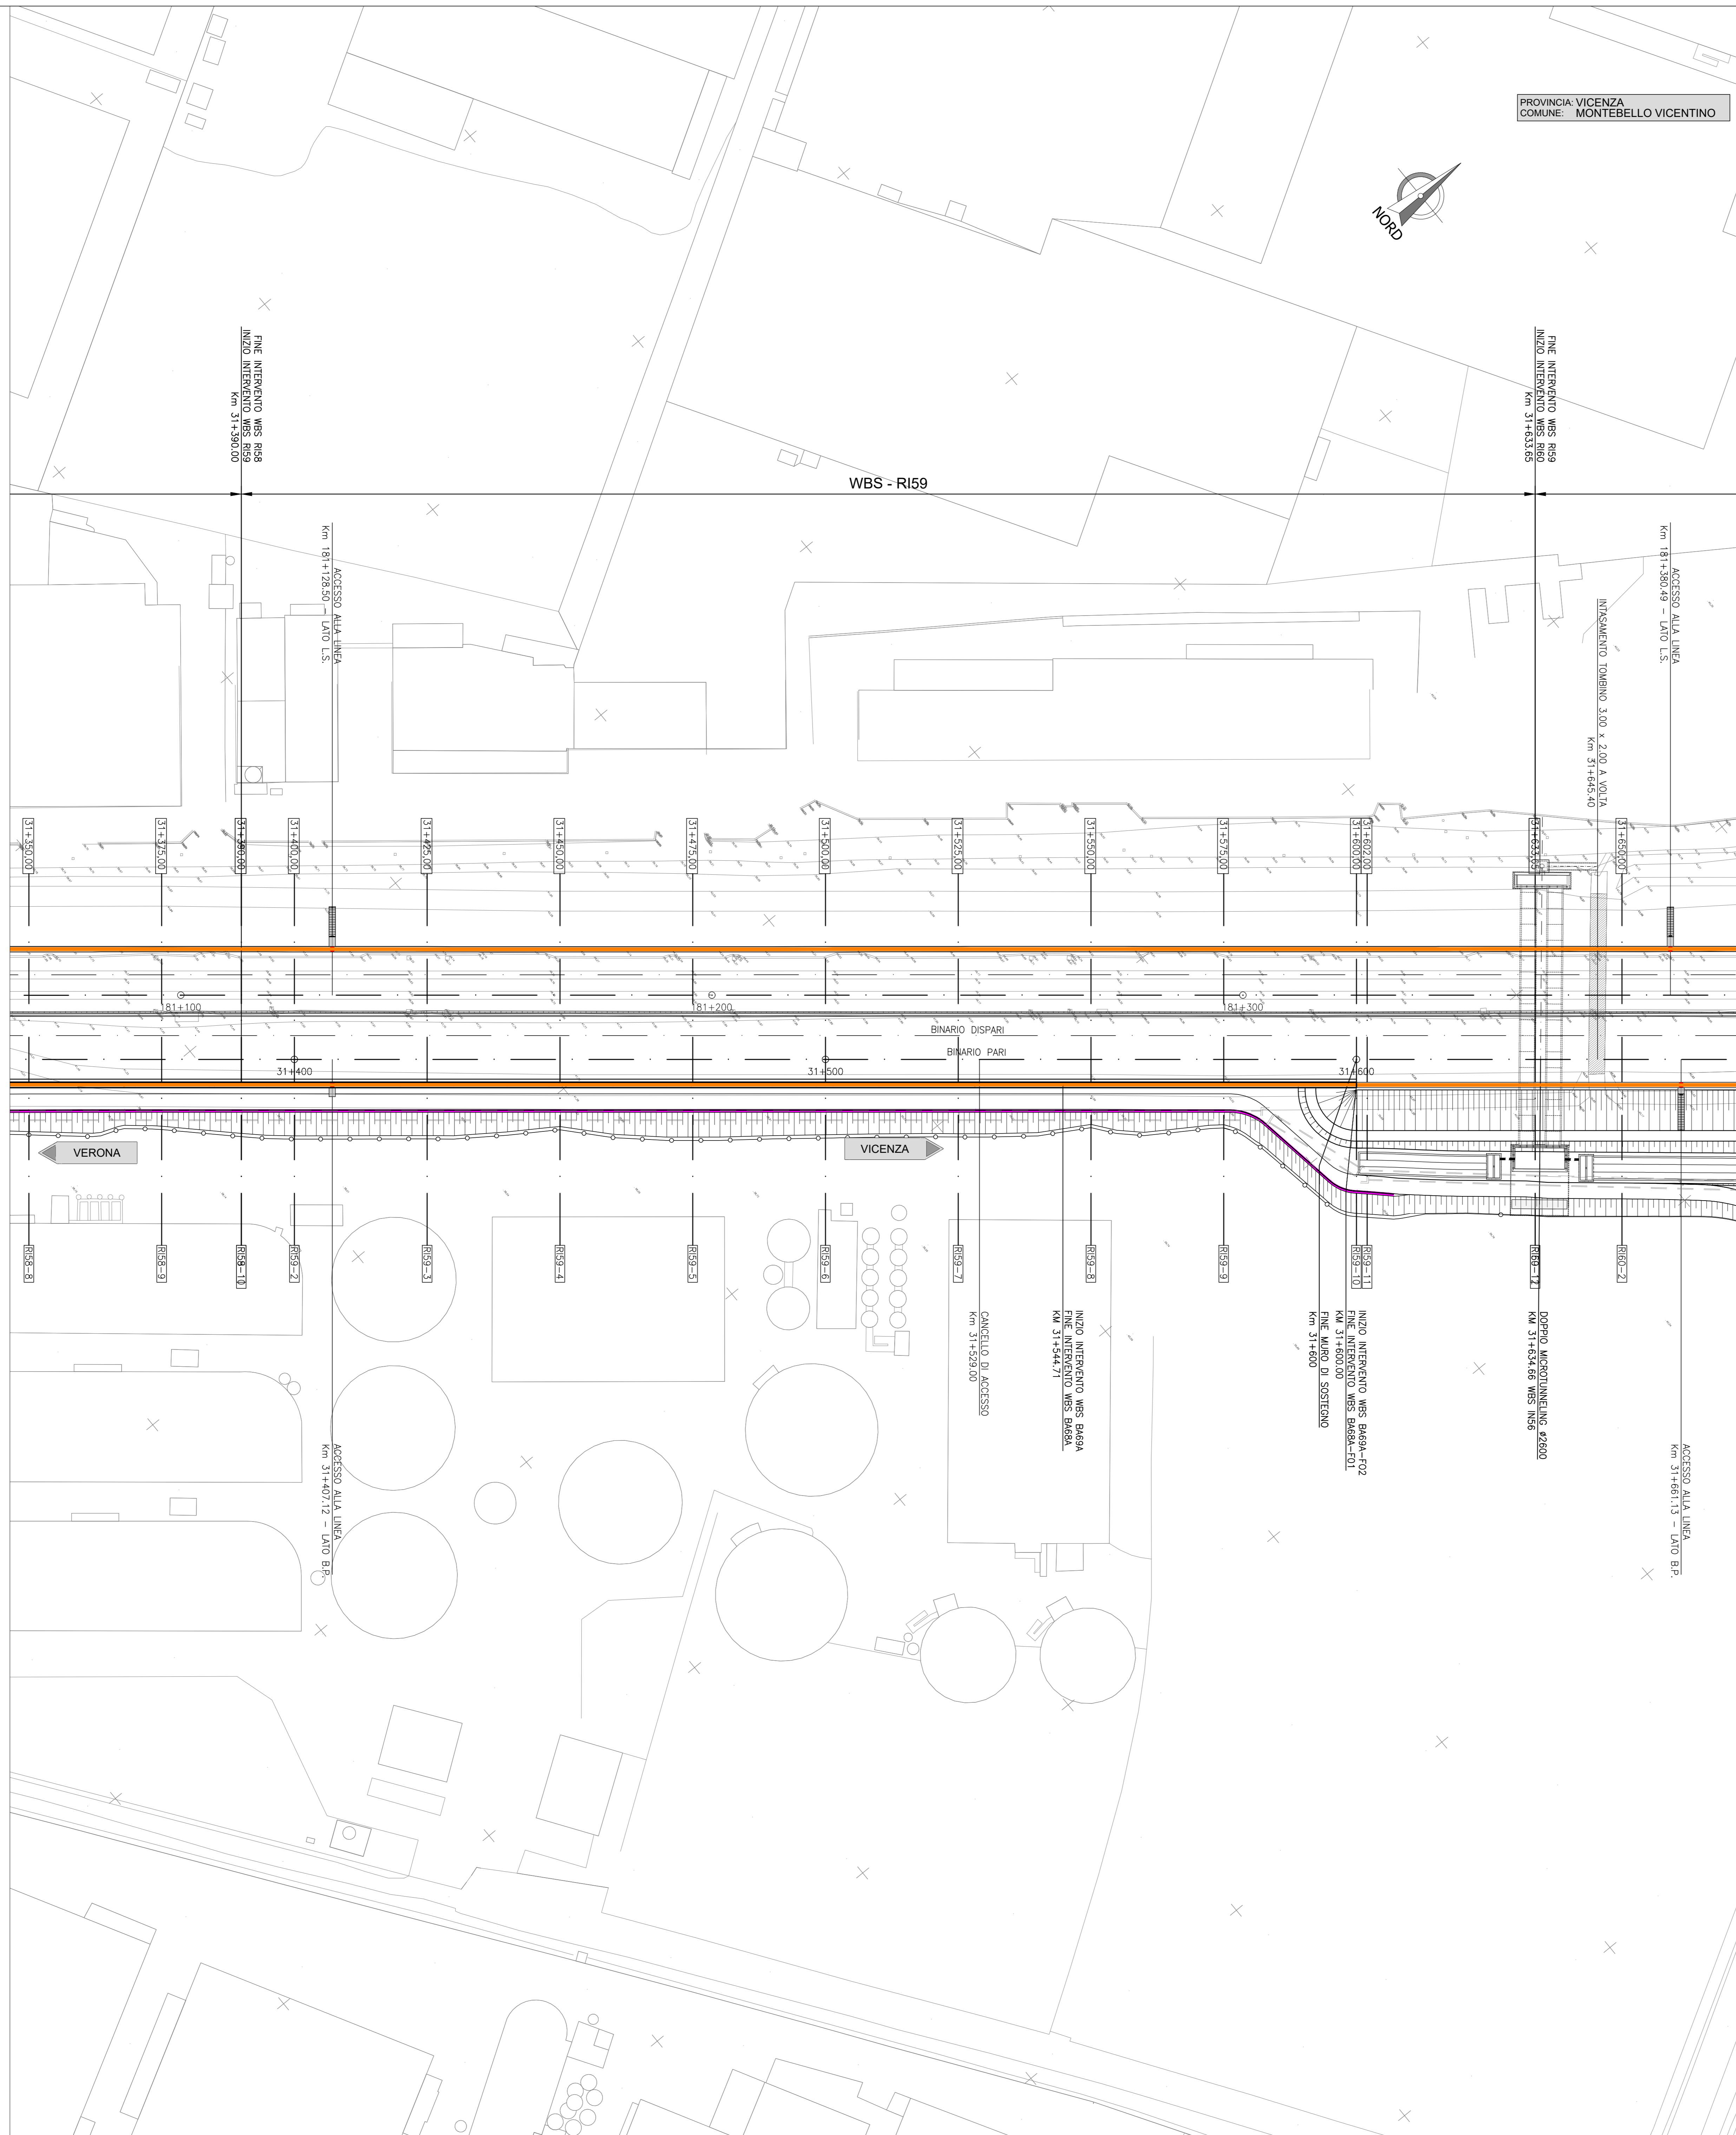 PROVINCIA: VICENZA
COMUNE: MONTEBELLO VICENTINO
NORD
FINE INTERVENTO WBS RI58
INIZIO INTERVENTO WBS RI59
Km 31+390.00
FINE INTERVENTO WBS RI59
INIZIO INTERVENTO WBS RI60
Km 31+633.65
WBS - RI59
ACCESSO ALLA LINEA
Km 181+128.50 - LATO L.S.
ACCESSO ALLA LINEA
Km 181+380.49 - LATO L.S.
INTASAMENTO TOMBINO 3.00 x 2.00 A VOLTA
Km 31+645.40
31+350.00
31+375.00
31+390.00
31+400.00
31+425.00
31+450.00
31+475.00
31+500.00
31+525.00
31+550.00
31+575.00
31+600.00
31+602.00
31+633.65
31+650.00
181+100
181+200
181+300
BINARIO DISPARI
BINARIO PARI
31+400
31+500
31+600
VERONA
VICENZA
RI58-8
RI58-9
RI58-10
RI59-2
RI59-3
RI59-4
RI59-5
RI59-6
RI59-7
RI59-8
RI59-9
RI59-10
RI59-11
RI60-2
CANCELLO DI ACCESSO
Km 31+529.00
INIZIO INTERVENTO WBS BA69A
FINE INTERVENTO WBS BA68A
KM 31+544.71
FINE MURO DI SOSTEGNO
Km 31+600
INIZIO INTERVENTO WBS BA69A-F02
FINE INTERVENTO WBS BA68A-F01
KM 31+600.00
DOPPIO MICROTUNNELING ø2600
KM 31+634.66 WBS IN56
ACCESSO ALLA LINEA
Km 31+407.12 - LATO B.P.
ACCESSO ALLA LINEA
Km 31+661.13 - LATO B.P.